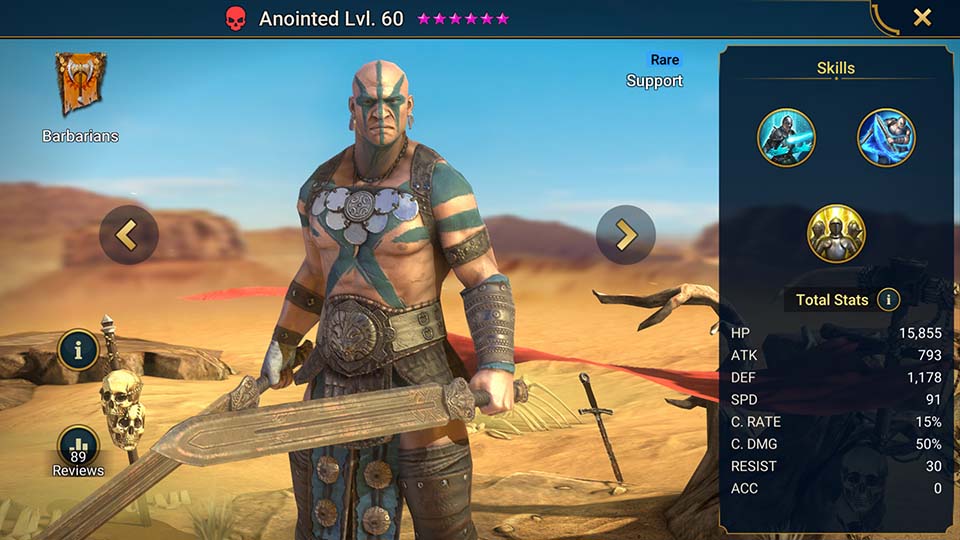 Anointed Lvl. 60
Barbarians
Rare
Support
Skills
Total Stats
HP 15,855
ATK 793
DEF 1,178
SPD 91
C. RATE 15%
C. DMG 50%
RESIST 30
ACC 0
89
Reviews